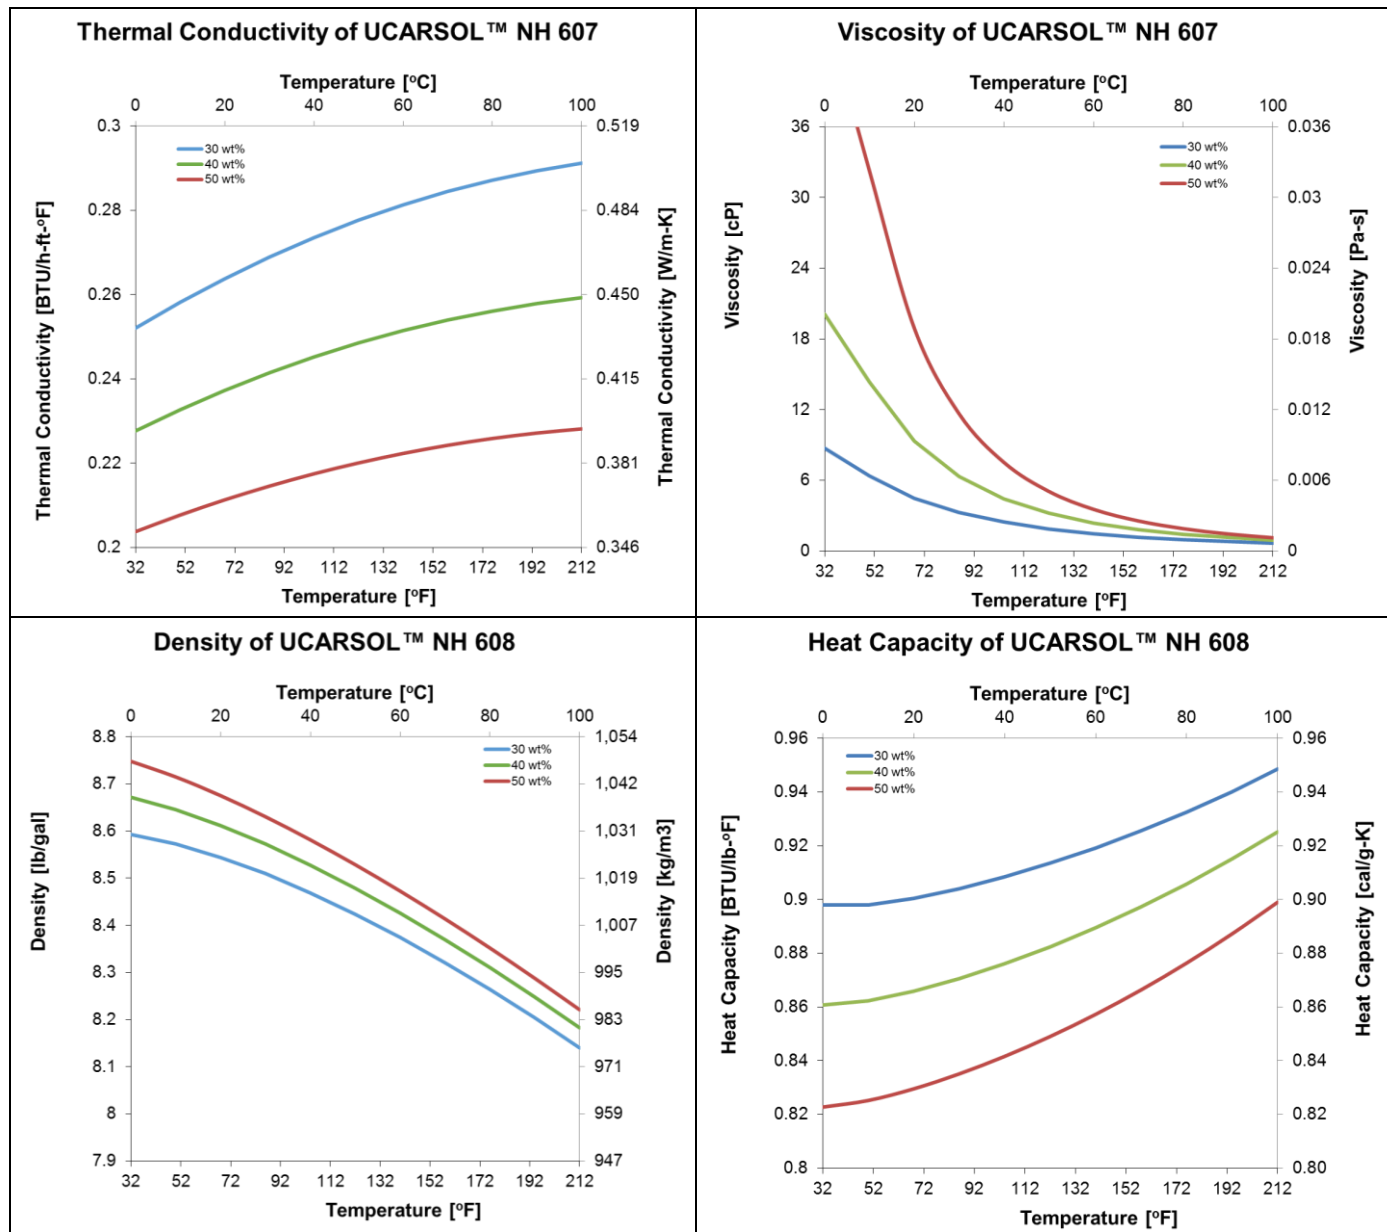 Thermal Conductivity of UCARSOL™ NH 607
Temperature [°C]
0 20 40 60 80 100
0.3 0.519
30 wt%
40 wt%
50 wt%
0.28 0.484
0.26 0.450
0.24 0.415
0.22 0.381
0.2 0.346
Thermal Conductivity [BTU/h-ft-°F]
Thermal Conductivity [W/m-K]
32 52 72 92 112 132 152 172 192 212
Temperature [°F]
Viscosity of UCARSOL™ NH 607
Temperature [°C]
0 20 40 60 80 100
36 0.036
30 wt%
40 wt%
50 wt%
30 0.03
24 0.024
18 0.018
12 0.012
6 0.006
0 0
Viscosity [cP]
Viscosity [Pa-s]
32 52 72 92 112 132 152 172 192 212
Temperature [°F]
Density of UCARSOL™ NH 608
Temperature [°C]
0 20 40 60 80 100
8.8 1,054
30 wt%
40 wt%
50 wt%
8.7 1,042
8.6 1,031
8.5 1,019
8.4 1,007
8.3 995
8.2 983
8.1 971
8 959
7.9 947
Density [lb/gal]
Density [kg/m3]
32 52 72 92 112 132 152 172 192 212
Temperature [°F]
Heat Capacity of UCARSOL™ NH 608
Temperature [°C]
0 20 40 60 80 100
0.96 0.96
30 wt%
40 wt%
50 wt%
0.94 0.94
0.92 0.92
0.9 0.90
0.88 0.88
0.86 0.86
0.84 0.84
0.82 0.82
0.8 0.80
Heat Capacity [BTU/lb-°F]
Heat Capacity [cal/g-K]
32 52 72 92 112 132 152 172 192 212
Temperature [°F]